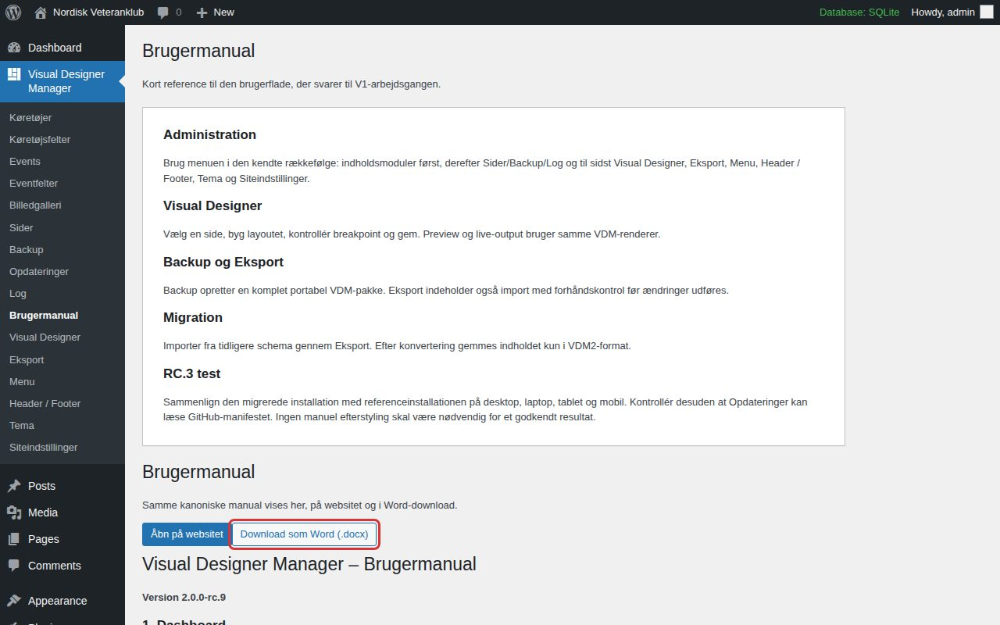 Nordisk Veteranklub
0
New
Database: SQLite
Howdy, admin
Dashboard
Visual Designer
Manager
Køretøjer
Køretøjsfelter
Events
Eventfelter
Billedgalleri
Sider
Backup
Opdateringer
Log
Brugermanual
Visual Designer
Eksport
Menu
Header / Footer
Tema
Siteindstillinger
Posts
Media
Pages
Comments
Appearance
Brugermanual
Kort reference til den brugerflade, der svarer til V1-arbejdsgangen.
Administration
Brug menuen i den kendte rækkefølge: indholdsmoduler først, derefter Sider/Backup/Log og til sidst Visual Designer, Eksport, Menu, Header /
Footer, Tema og Siteindstillinger.
Visual Designer
Vælg en side, byg layoutet, kontrollér breakpoint og gem. Preview og live-output bruger samme VDM-renderer.
Backup og Eksport
Backup opretter en komplet portabel VDM-pakke. Eksport indeholder også import med forhåndskontrol før ændringer udføres.
Migration
Importer fra tidligere schema gennem Eksport. Efter konvertering gemmes indholdet kun i VDM2-format.
RC.3 test
Sammenlign den migrerede installation med referenceinstallationen på desktop, laptop, tablet og mobil. Kontrollér desuden at Opdateringer kan
læse GitHub-manifestet. Ingen manuel efterstyling skal være nødvendig for et godkendt resultat.
Brugermanual
Samme kanoniske manual vises her, på websitet og i Word-download.
Åbn på websitet
Download som Word (.docx)
Visual Designer Manager – Brugermanual
Version 2.0.0-rc.9
1. Dashboard